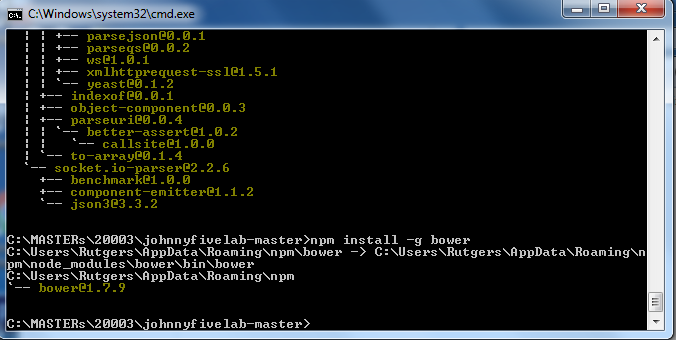 C:\Windows\system32\cmd.exe
| | +-- parsejson@0.0.1
| | +-- parseqs@0.0.2
| | +-- ws@1.0.1
| | +-- xmlhttprequest-ssl@1.5.1
| | `-- yeast@0.1.2
| +-- indexof@0.0.1
| +-- object-component@0.0.3
| +-- parseuri@0.0.4
| | `-- better-assert@1.0.2
| |   `-- callsite@1.0.0
| `-- to-array@0.1.4
`-- socket.io-parser@2.2.6
  +-- benchmark@1.0.0
  +-- component-emitter@1.1.2
  `-- json3@3.3.2
C:\MASTERs\20003\johnnyfivelab-master>npm install -g bower
C:\Users\Rutgers\AppData\Roaming\npm\bower -> C:\Users\Rutgers\AppData\Roaming\n
pm\node_modules\bower\bin\bower
C:\Users\Rutgers\AppData\Roaming\npm
`-- bower@1.7.9
C:\MASTERs\20003\johnnyfivelab-master>